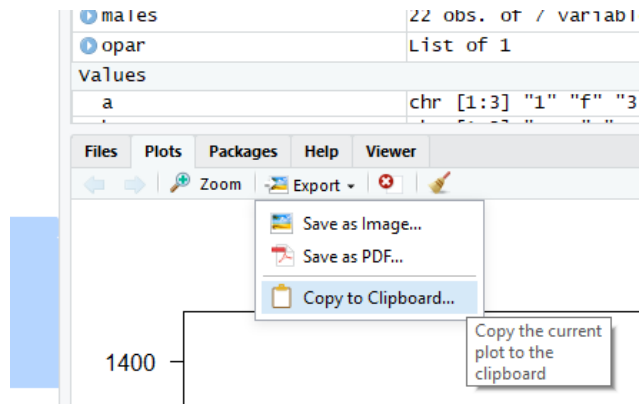 males 22 obs. of 7 variabl
opar List of 1
Values
a chr [1:3] "1" "f" "3
Files Plots Packages Help Viewer
Zoom Export
Save as Image...
Save as PDF...
Copy to Clipboard...
Copy the current
plot to the
clipboard
1400